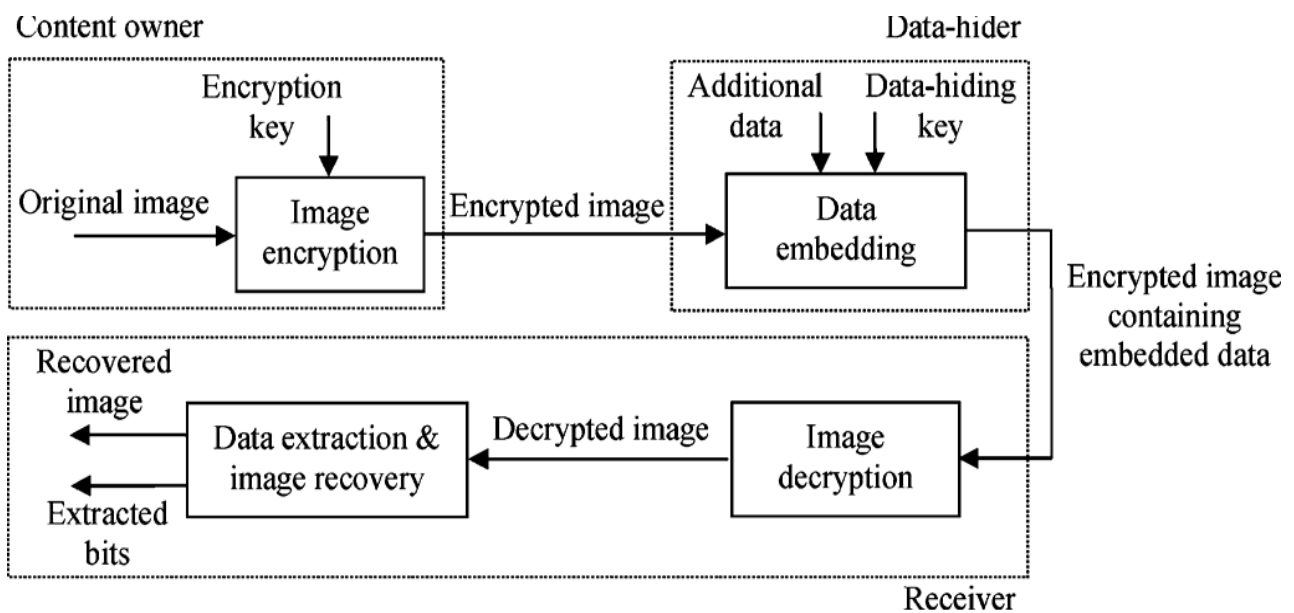 Content owner
Data-hider
Encryption
key
Additional
data
Data-hiding
key
Original image
Image
encryption
Encrypted image
Data
embedding
Encrypted image
containing
embedded data
Recovered
image
Data extraction &
image recovery
Decrypted image
Image
decryption
Extracted
bits
Receiver